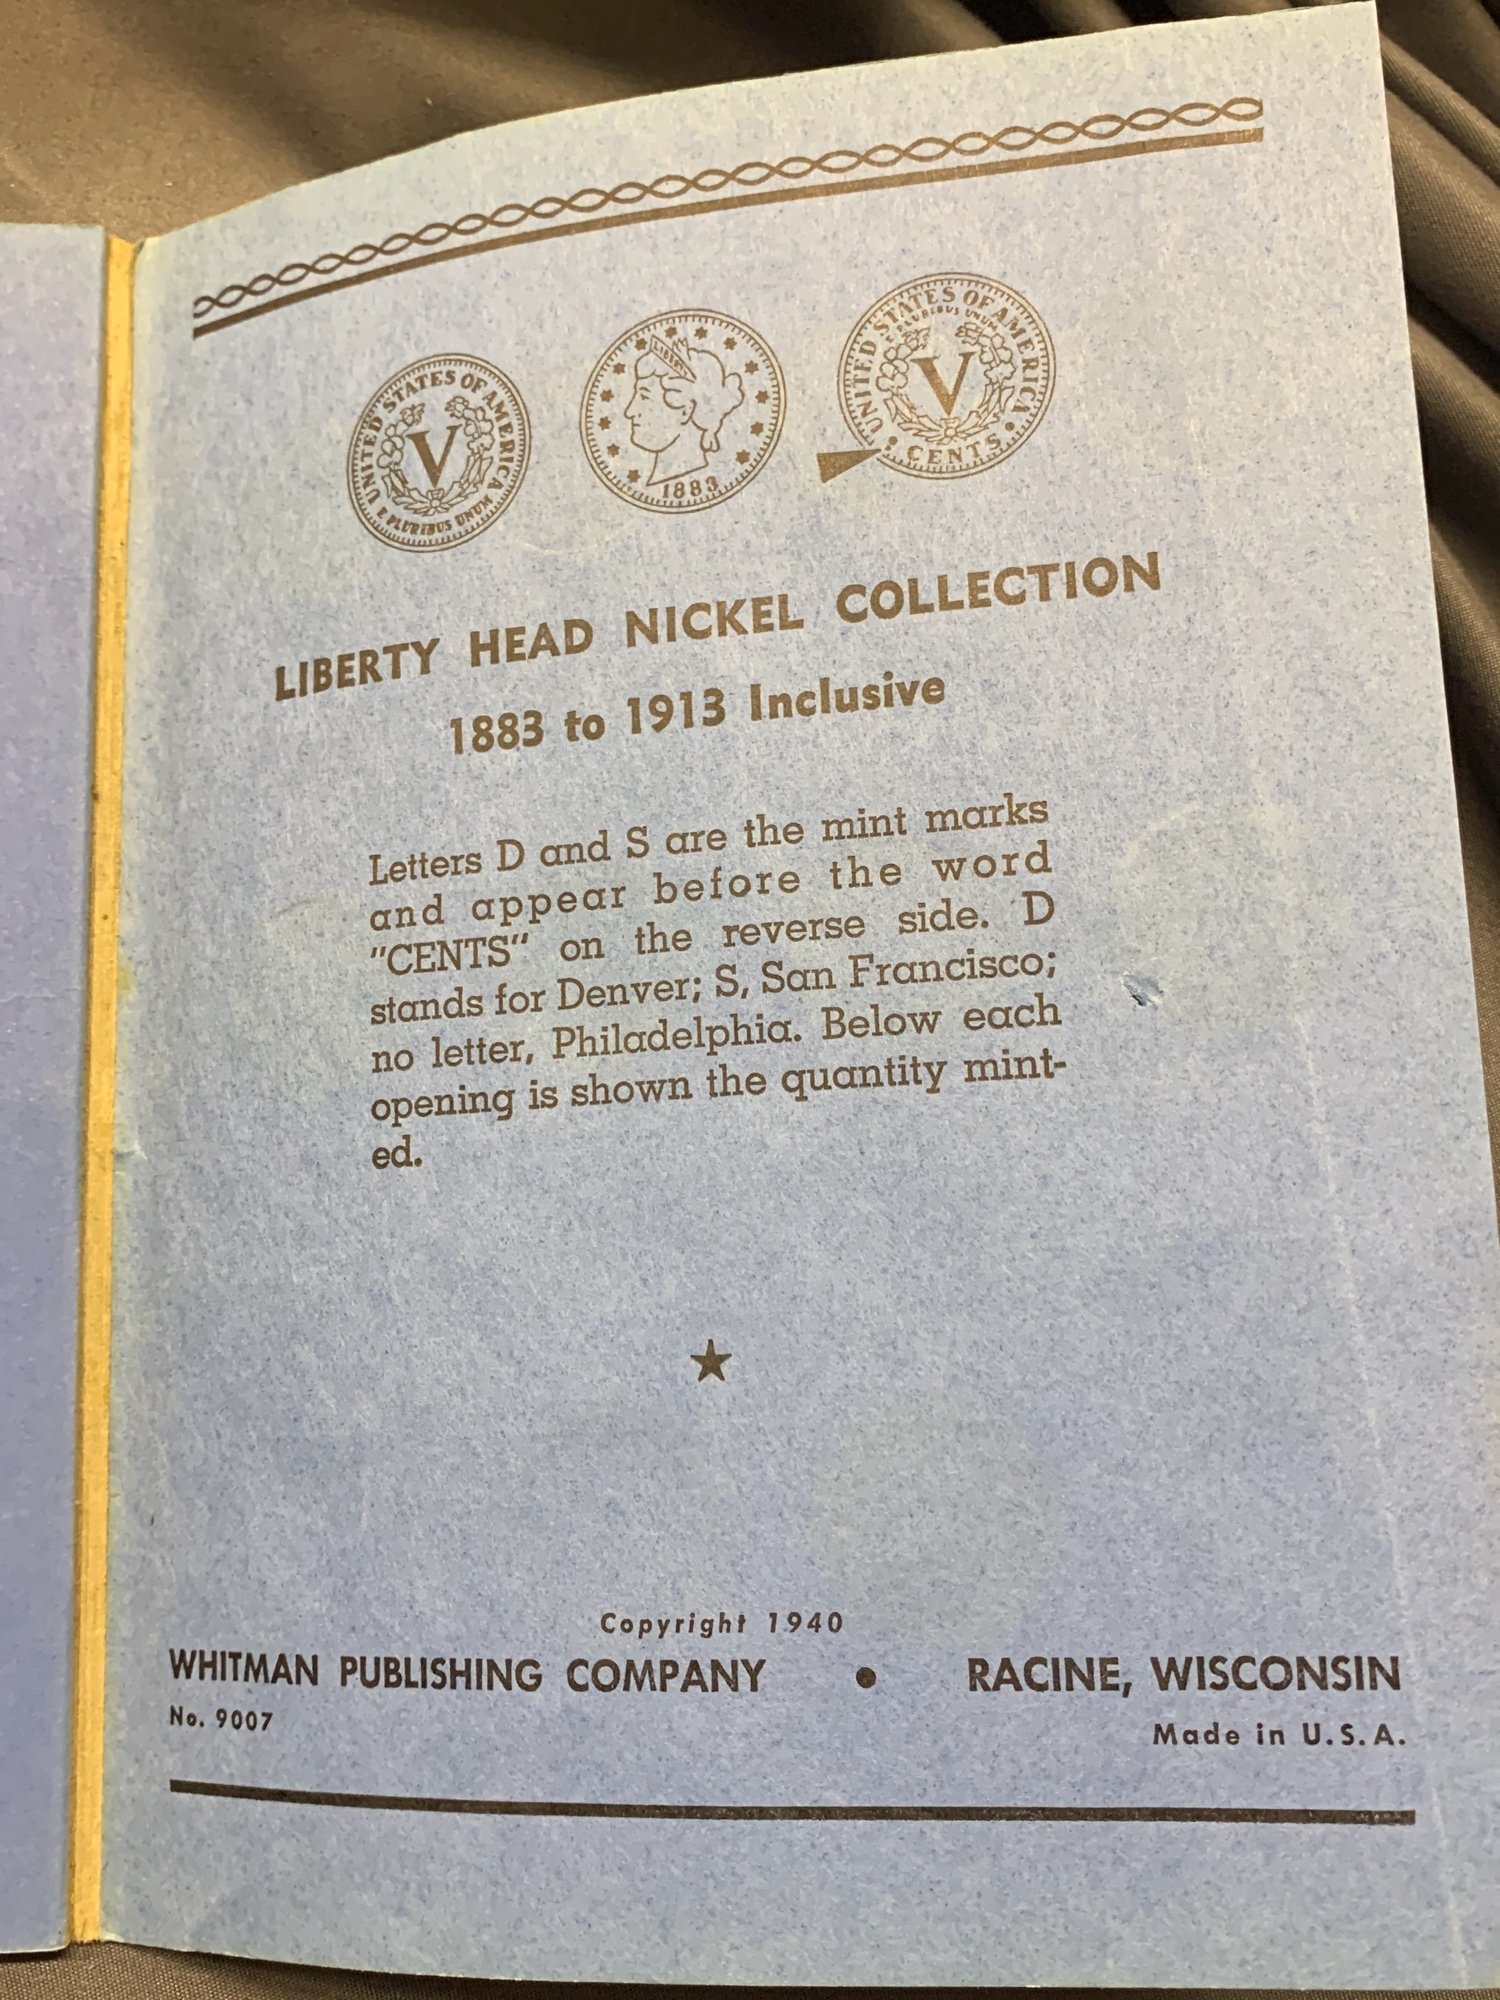 UNITED STATES OF AMERICA
V
E PLURIBUS UNUM
LIBERTY
1883
UNITED STATES OF AMERICA
E PLURIBUS UNUM
V
CENTS
LIBERTY HEAD NICKEL COLLECTION
1883 to 1913 Inclusive
Letters D and S are the mint marks
and appear before the word
"CENTS" on the reverse side. D
stands for Denver; S, San Francisco;
no letter, Philadelphia. Below each
opening is shown the quantity mint-
ed.
Copyright 1940
WHITMAN PUBLISHING COMPANY • RACINE, WISCONSIN
No. 9007
Made in U.S.A.